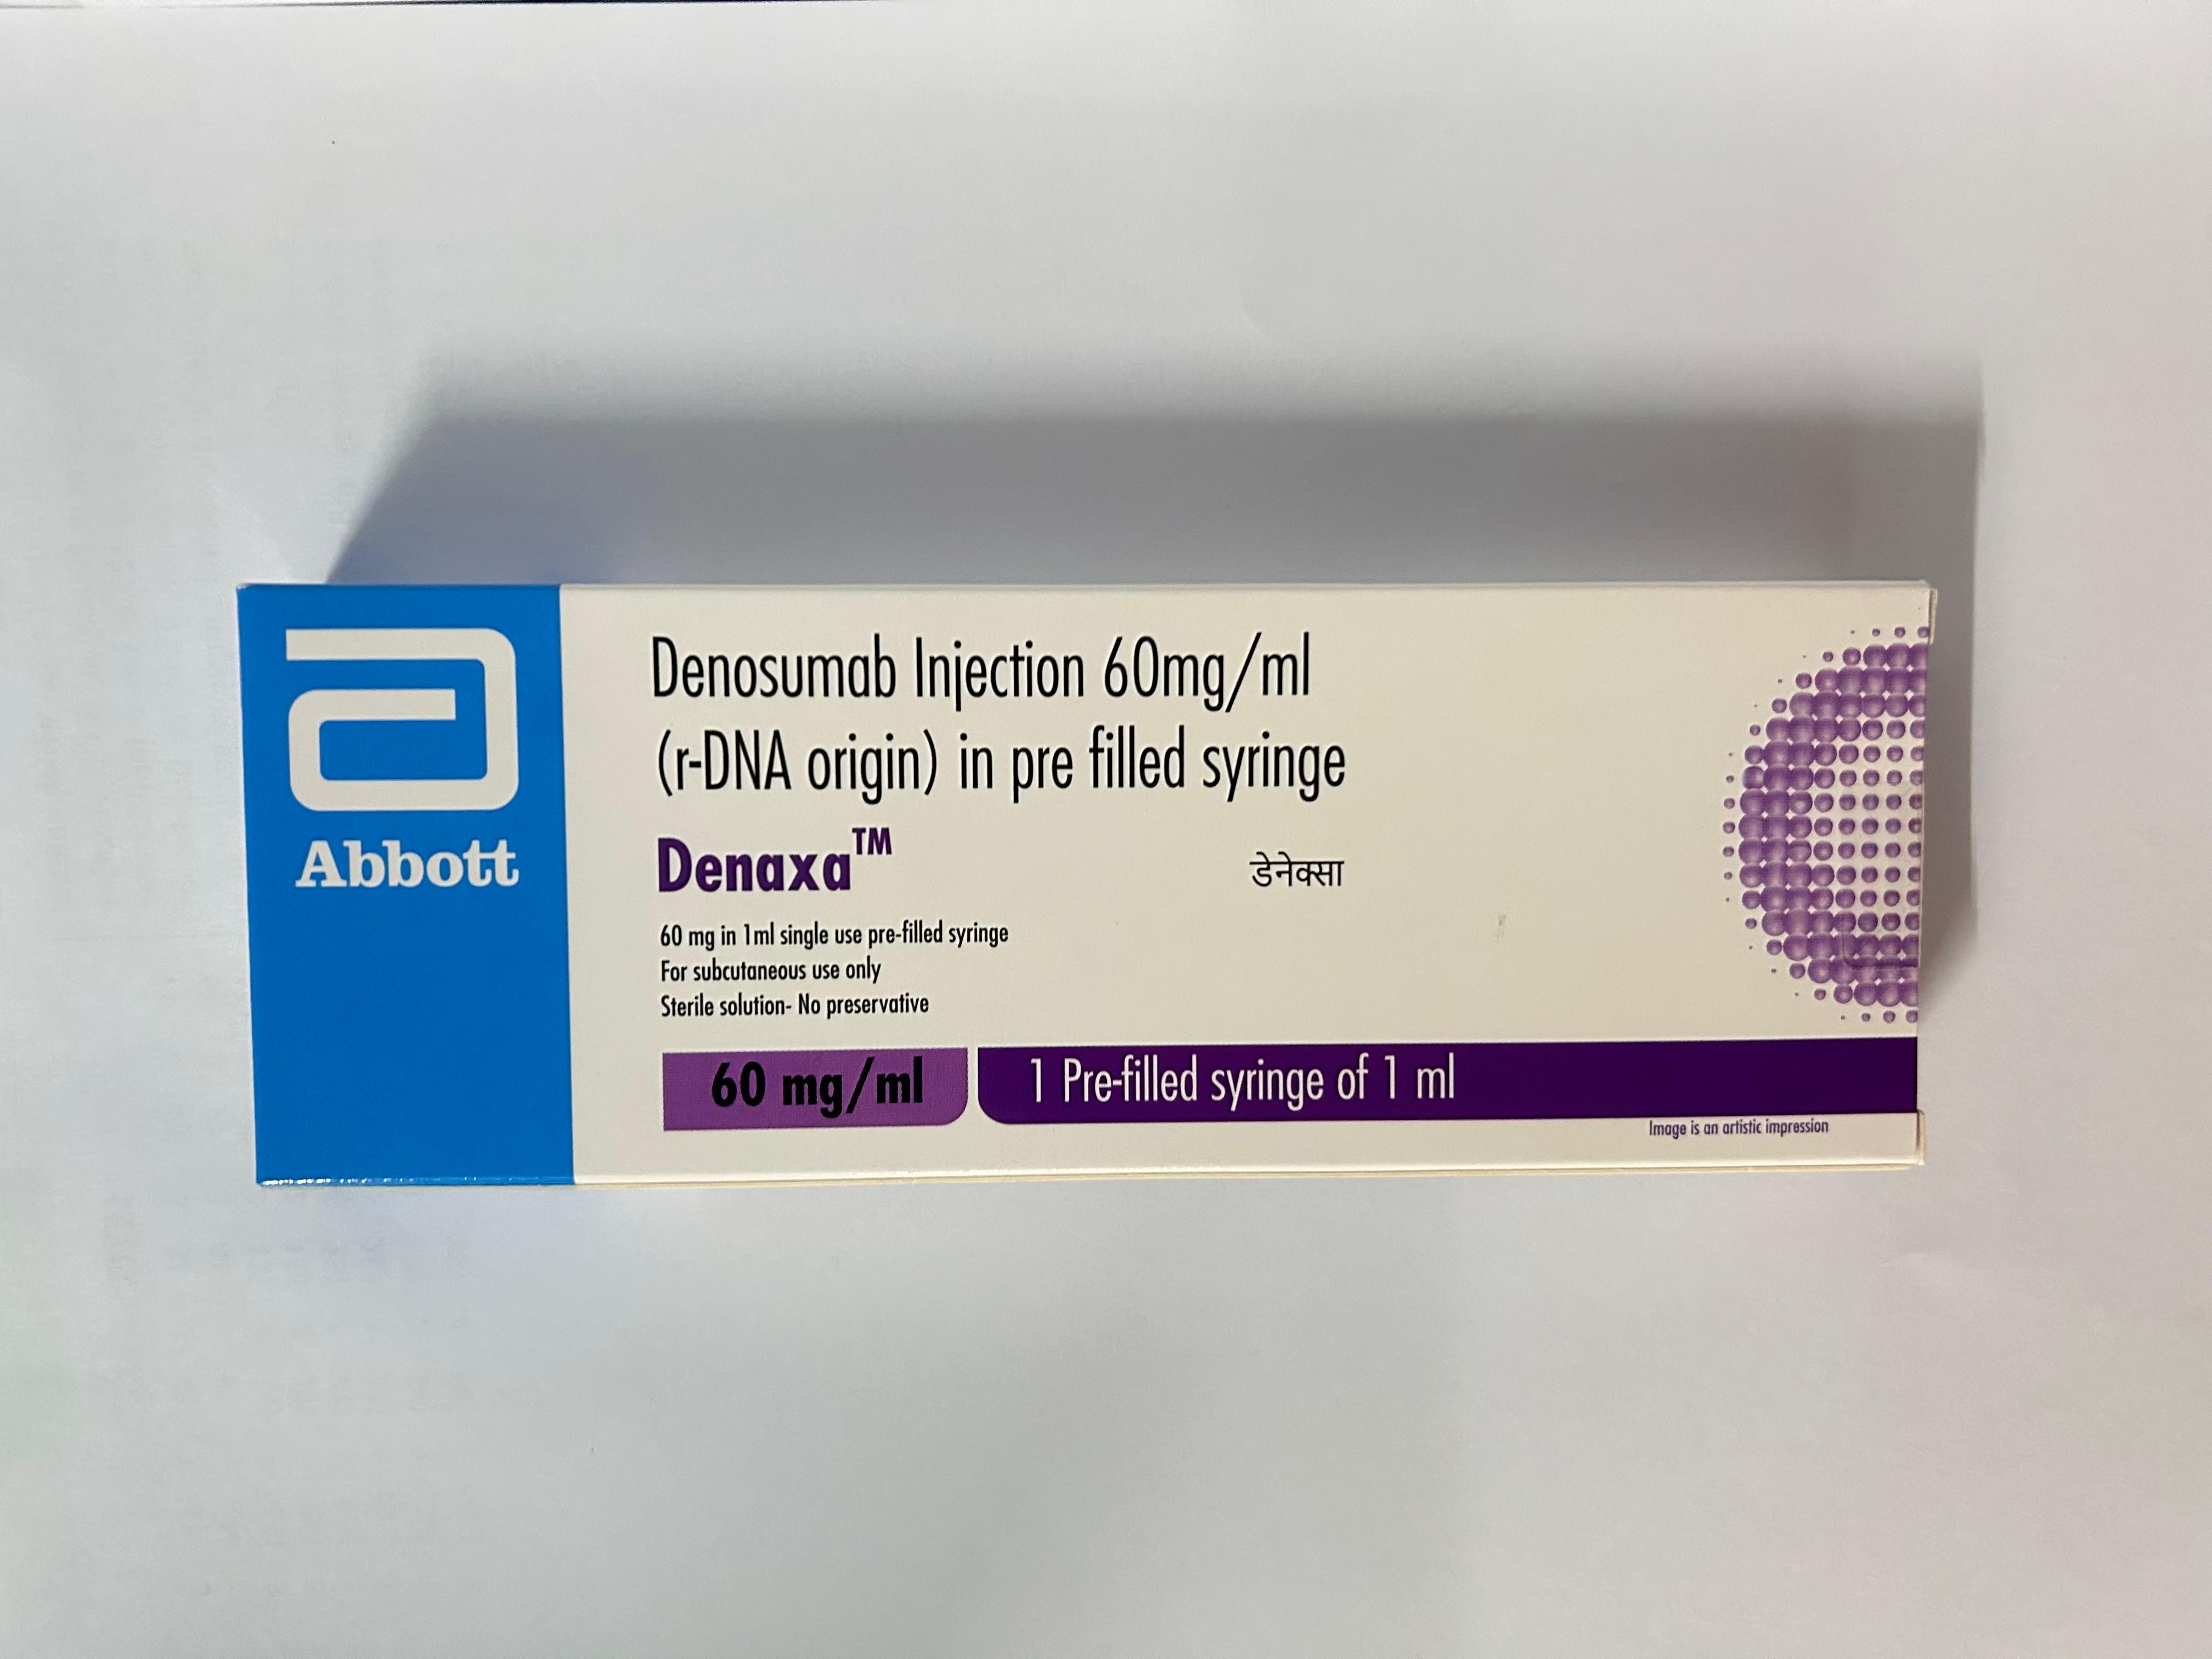 Abbott
Denosumab Injection 60mg/ml
(r-DNA origin) in pre filled syringe
Denaxa™
डेनेक्सा
60 mg in 1ml single use pre-filled syringe
For subcutaneous use only
Sterile solution- No preservative
60 mg/ml
1 Pre-filled syringe of 1 ml
Image is an artistic impression